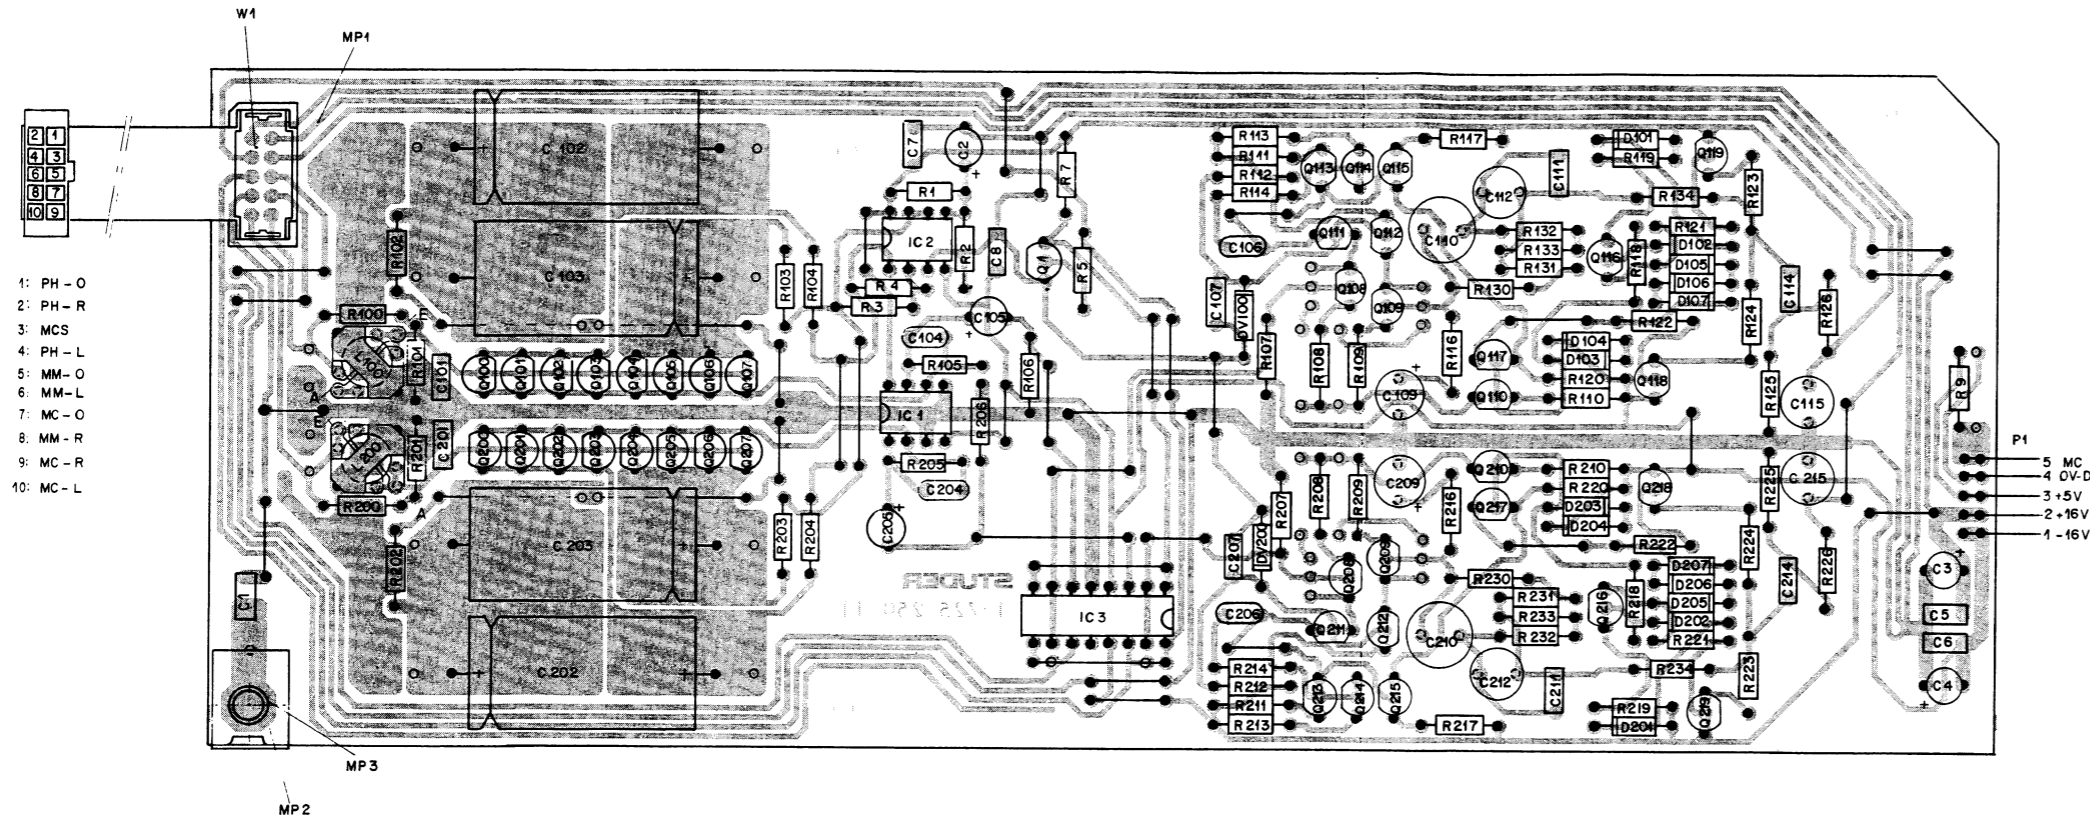 W1
MP1
2 1
4 3
6 5
8 7
10 9
1: PH-O
2: PH-R
3: MCS
4: PH-L
5: MM-O
6: MM-L
7: MC-O
8: MM-R
9: MC-R
10: MC-L
C 102
C 103
R102
R100
E
L100
R101
C101
A
E
L200
R201
C 201
R200
A
R202
C1
C 203
C 202
R103
R104
Q100
Q101
Q103
Q104
Q107
Q200
Q201
Q202
Q203
Q204
Q205
Q206
Q207
R203
R204
C7
C2
+
R1
IC 2
R2
C8
R7
Q1
R5
R 4
R 3
C105
+
C104
R105
R106
IC 1
R206
R205
C204
C205
+
STUDER
IC 3
R113
R111
R112
R114
Q113
Q114
Q115
R117
C111
C112
D101
R119
Q119
R134
R123
C106
Q111
Q112
C110
R132
R133
R131
Q116
R118
R121
D102
D105
D106
D107
C114
R126
C107
0V100
R107
Q108
Q109
R130
R122
R124
R108
R109
R116
Q117
D104
D103
R120
R110
Q118
R125
C109
+
Q110
C115
R9
P1
5 MC
4 0V-D
3 +5V
2 +16V
1 -16V
R208
R209
C209
+
R216
Q210
Q217
R210
R220
D203
D204
Q218
R225
C 215
R207
C207
Q208
R230
R222
R224
R226
C206
Q211
Q212
C210
R231
R233
R232
Q216
R218
D207
D206
D205
D202
R221
C214
C3
+
C5
C6
C4
+
R214
R212
R211
R213
Q213
Q214
Q215
R217
C212
C211
R234
R223
R219
D201
Q219
MP3
MP2